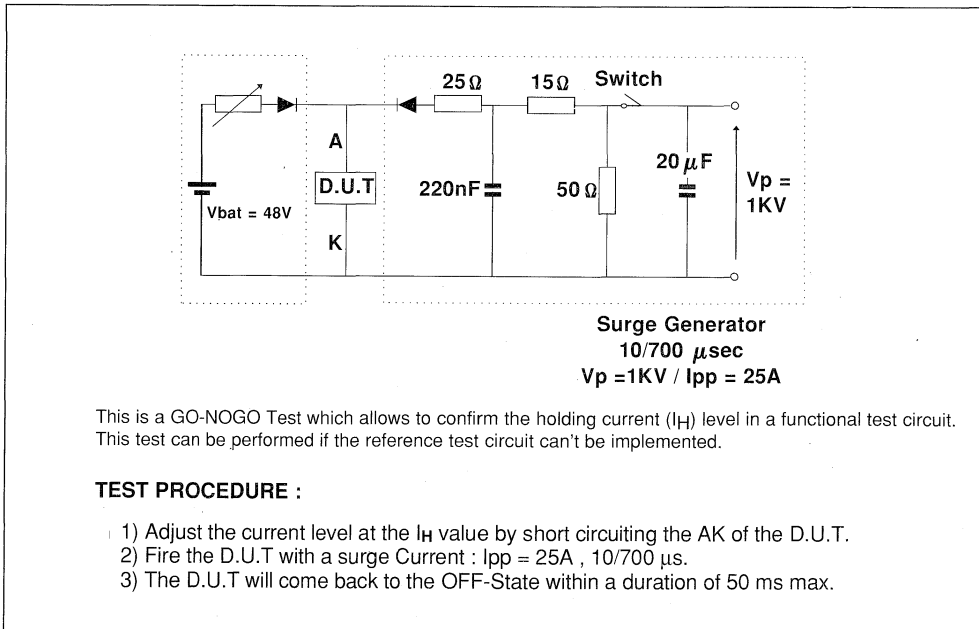 25Ω 15Ω Switch
A
D.U.T
K
Vbat = 48V
220nF
50Ω
20 μF
Vp =
1KV
Surge Generator
10/700 μsec
Vp =1KV / Ipp = 25A
This is a GO-NOGO Test which allows to confirm the holding current (IH) level in a functional test circuit.
This test can be performed if the reference test circuit can't be implemented.
TEST PROCEDURE :
1) Adjust the current level at the IH value by short circuiting the AK of the D.U.T.
2) Fire the D.U.T with a surge Current : Ipp = 25A , 10/700 μs.
3) The D.U.T will come back to the OFF-State within a duration of 50 ms max.